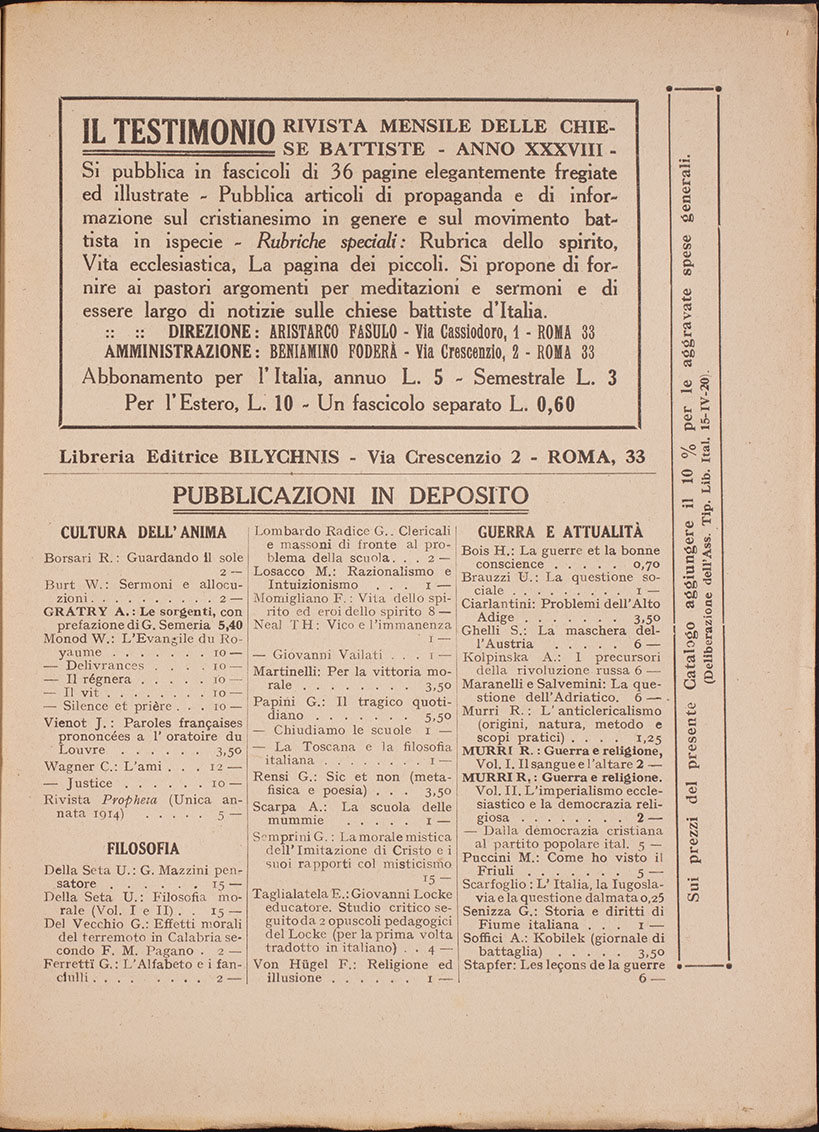 IL TESTIMONIO RIVISTA MENSILE DELLE CHIE-
SE BATTISTE - ANNO XXXVIII -
Si pubblica in fascicoli di 36 pagine elegantemente fregiate
ed illustrate - Pubblica articoli di propaganda e di infor-
mazione sul cristianesimo in genere e sul movimento bat-
tista in ispecie - Rubriche speciali: Rubrica dello spirito,
Vita ecclesiastica, La pagina dei piccoli. Si propone di for-
nire ai pastori argomenti per meditazioni e sermoni e di
essere largo di notizie sulle chiese battiste d'Italia.
:: :: DIREZIONE: ARISTARCO FASULO - Via Cassiodoro, 1 - ROMA 33
AMMINISTRAZIONE: BENIAMINO FODERÀ - Via Crescenzio, 2 - ROMA 33
Abbonamento per l'Italia, annuo L. 5 - Semestrale L. 3
Per l'Estero, L. 10 - Un fascicolo separato L. 0,60
Libreria Editrice BILYCHNIS - Via Crescenzio 2 - ROMA, 33
PUBBLICAZIONI IN DEPOSITO
CULTURA DELL'ANIMA
Borsari R.: Guardando il sole
2 —
Burt W.: Sermoni e allocu-
zioni . . . . . . . . . 2 —
GRATRY A.: Le sorgenti, con
prefazione di G. Semeria 5,40
Monod W.: L'Evangile du Ro-
yaume . . . . . . . 10 —
— Delivrances . . . . 10 —
— Il régnera . . . . . 10 —
— Il vit . . . . . . . . 10 —
— Silence et prière . . . 10 —
Vienot J.: Paroles françaises
prononcées a l'oratoire du
Louvre . . . . . . 3,50
Wagner C.: L'ami . . . 12 —
— Justice . . . . . . 10 —
Rivista Propheta (Unica an-
nata 1914) . . . . . 5 —
FILOSOFIA
Della Seta U.: G. Mazzini pen-
satore . . . . . . 15 —
Della Seta U.: Filosofia mo-
rale (Vol. I e II) . . 15 —
Del Vecchio G.: Effetti morali
del terremoto in Calabria se-
condo F. M. Pagano . 2 —
Ferretti G.: L'Alfabeto e i fan-
ciulli . . . . . . . . 2 —
Lombardo Radice G.. Clericali
e massoni di fronte al pro-
blema della scuola. . . 2 —
Losacco M.: Razionalismo e
Intuizionismo . . . . 1 —
Momigliano F.: Vita dello spi-
rito ed eroi dello spirito 8 —
Neal TH: Vico e l'immanenza
1 —
— Giovanni Vailati . . . 1 —
Martinelli: Per la vittoria mo-
rale . . . . . . . . 3,50
Papini G.: Il tragico quoti-
diano . . . . . . . 5,50
— Chiudiamo le scuole 1 —
— La Toscana e la filosofia
italiana . . . . . . . . 1 —
Rensi G.: Sic et non (meta-
fisica e poesia) . . . 3,50
Scarpa A.: La scuola delle
mummie . . . . . 1 —
Semprini G.: La morale mistica
dell'Imitazione di Cristo e i
suoi rapporti col misticismo
15 —
Taglialatela E.: Giovanni Locke
educatore. Studio critico se-
guito da 2 opuscoli pedagogici
del Locke (per la prima volta
tradotto in italiano) . . 4 —
Von Hügel F.: Religione ed
illusione . . . . . . 1 —
GUERRA E ATTUALITÀ
Bois H.: La guerre et la bonne
conscience . . . . . 0,70
Brauzzi U.: La questione so-
ciale . . . . . . . . 1 —
Ciarlantini: Problemi dell'Alto
Adige . . . . . . . 3,50
Ghelli S.: La maschera del-
l'Austria . . . . . 6 —
Kolpinska A.: I precursori
della rivoluzione russa 6 —
Maranelli e Salvemini: La que-
stione dell'Adriatico. 6 —
Murri R.: L'anticlericalismo
(origini, natura, metodo e
scopi pratici) . . . . 1,25
MURRI R.: Guerra e religione,
Vol. I. Il sangue e l'altare 2 —
MURRI R.: Guerra e religione.
Vol. II. L'imperialismo eccle-
siastico e la democrazia reli-
giosa . . . . . . . . 2 —
— Dalla democrazia cristiana
al partito popolare ital. 5 —
Puccini M.: Come ho visto il
Friuli . . . . . . . 5 —
Scarfoglio: L'Italia, la Iugosla-
via e la questione dalmata 0,25
Senizza G.: Storia e diritti di
Fiume italiana . . . 1 —
Soffici A.: Kobilek (giornale di
battaglia) . . . . . 3,50
Stapfer: Les leçons de la guerre
6 —
Sui prezzi del presente Catalogo aggiungere il 10 % per le aggravate spese generali.
(Deliberazione dell'Ass. Tip. Lib. Ital. 15-IV-20).